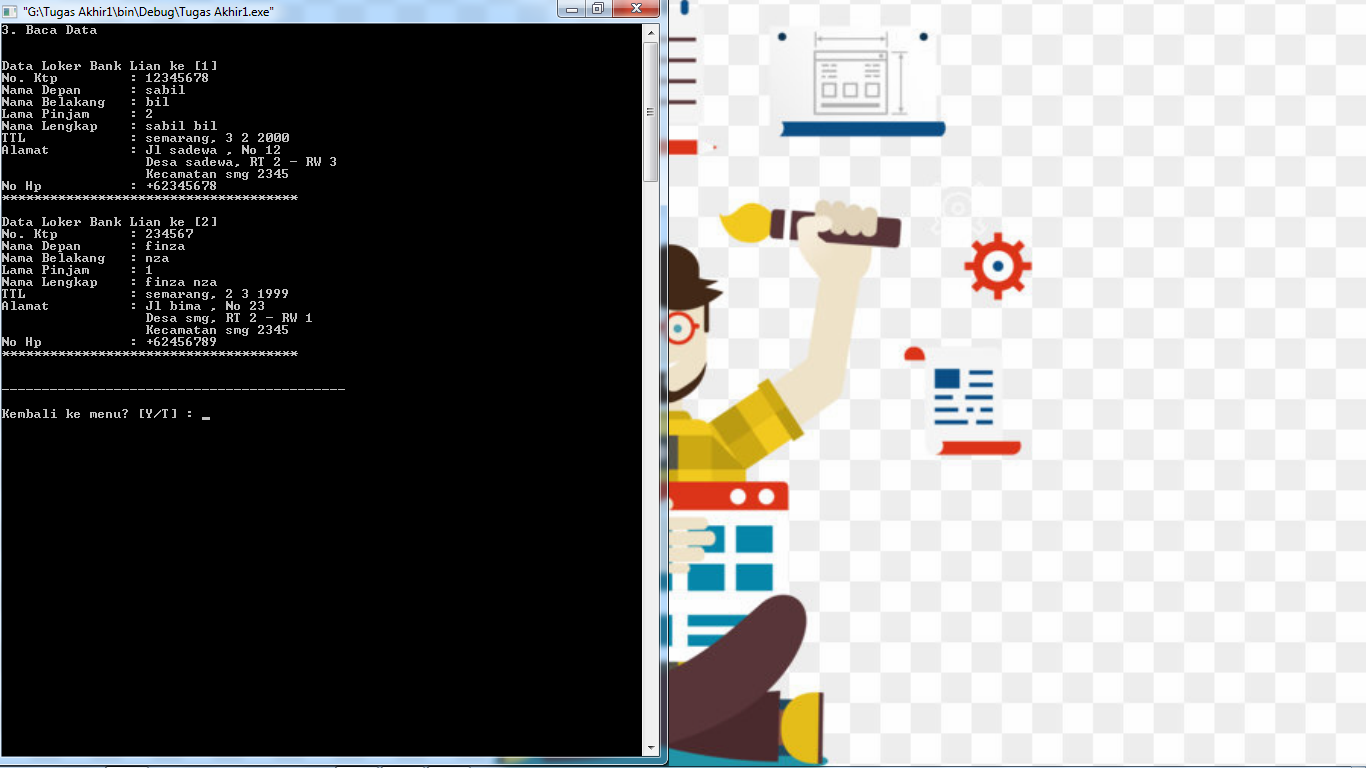 "G:\Tugas Akhir1\bin\Debug\Tugas Akhir1.exe"
3. Baca Data
Data Loker Bank Lian ke [1]
No. Ktp : 12345678
Nama Depan : sabil
Nama Belakang : bil
Lama Pinjam : 2
Nama Lengkap : sabil bil
TTL : semarang, 3 2 2000
Alamat : Jl sadewa , No 12
Desa sadewa, RT 2 - RW 3
Kecamatan smg 2345
No Hp : +62345678
*************************************
Data Loker Bank Lian ke [2]
No. Ktp : 234567
Nama Depan : finza
Nama Belakang : nza
Lama Pinjam : 1
Nama Lengkap : finza nza
TTL : semarang, 2 3 1999
Alamat : Jl bima , No 23
Desa smg, RT 2 - RW 1
Kecamatan smg 2345
No Hp : +62456789
*************************************
___________________________________________
Kembali ke menu? [Y/T] : _